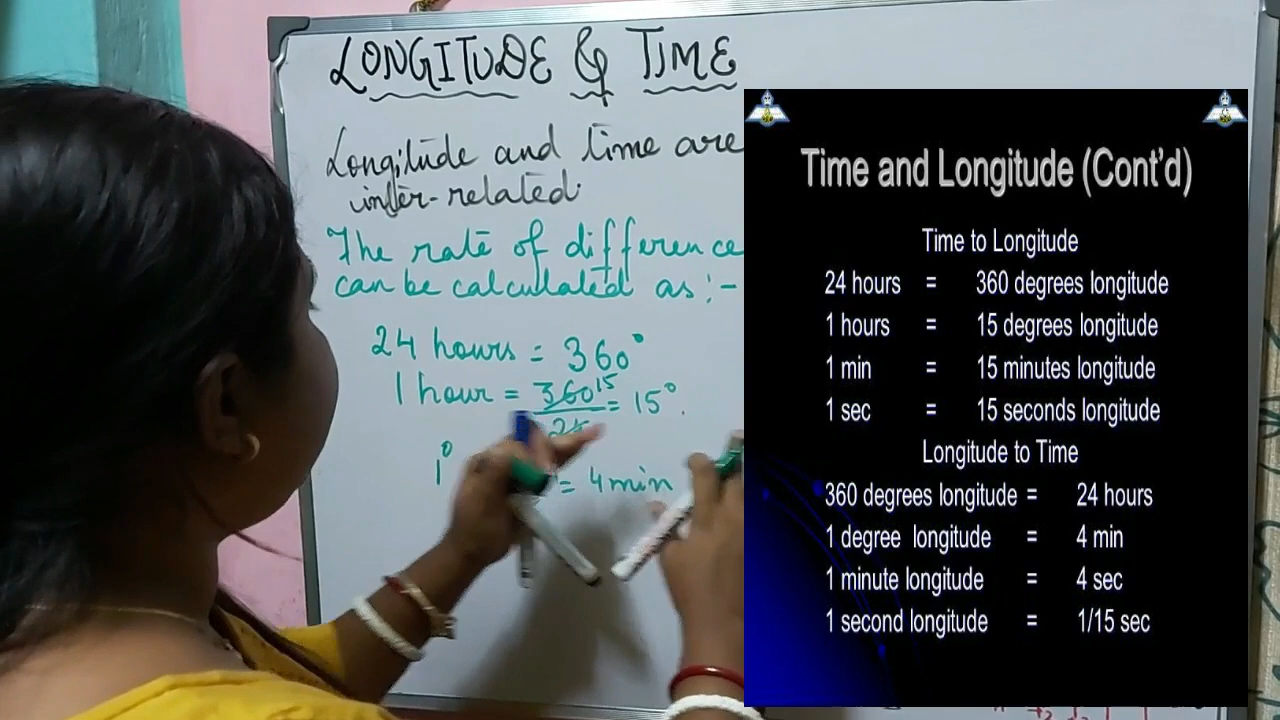 LONGITUDE & TIME
Longitude and time are
inter-related
The rate of difference
can be calculated as:-
24 hours = 360°
1 hour = 360 15
= 15°.
24
1°
= 4 min
Time and Longitude (Cont'd)
Time to Longitude
24 hours = 360 degrees longitude
1 hours = 15 degrees longitude
1 min = 15 minutes longitude
1 sec = 15 seconds longitude
Longitude to Time
360 degrees longitude = 24 hours
1 degree longitude = 4 min
1 minute longitude = 4 sec
1 second longitude = 1/15 sec